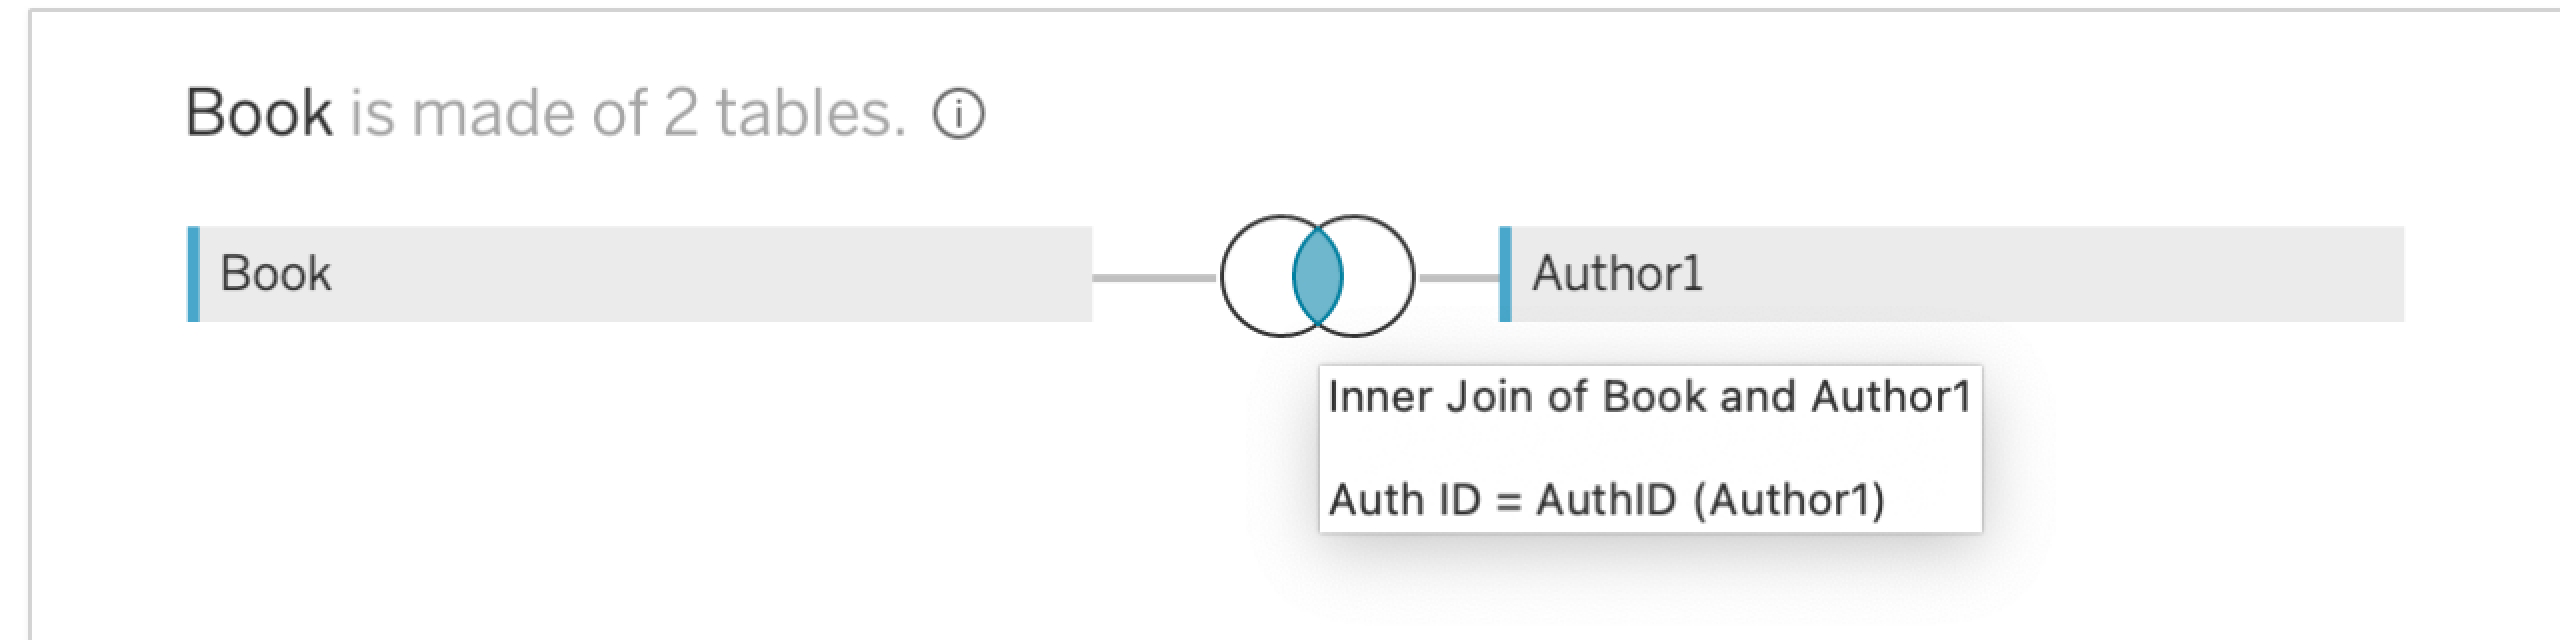 Book is made of 2 tables. i
Book
Author1
Inner Join of Book and Author1
Auth ID = AuthID (Author1)